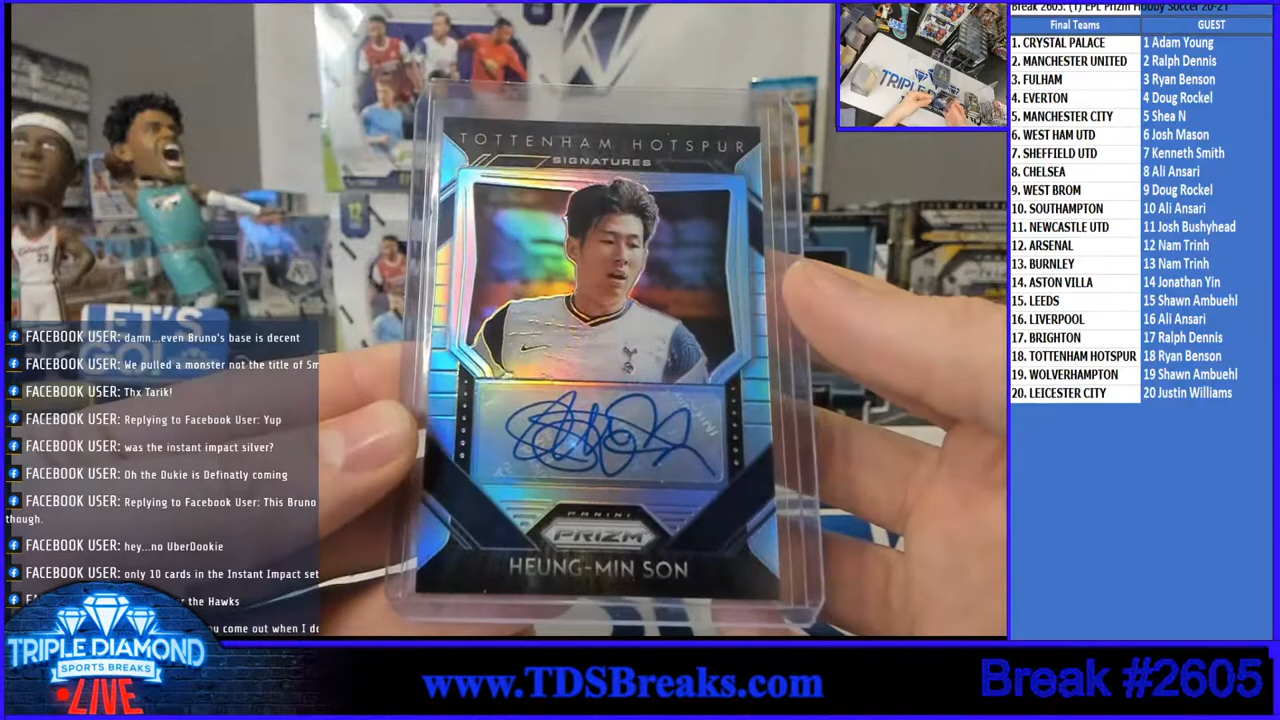 TOTTENHAM HOTSPUR
SIGNATURES
PANINI
PRIZM
HEUNG-MIN SON
LET'S
23
FACEBOOK USER: damn...even Bruno's base is decent
FACEBOOK USER: We pulled a monster not the title of Sm
FACEBOOK USER: Thx Tarik!
FACEBOOK USER: Replying to Facebook User: Yup
FACEBOOK USER: was the instant impact silver?
FACEBOOK USER: Oh the Dukie is Definatly coming
FACEBOOK USER: Replying to Facebook User: This Bruno
though.
FACEBOOK USER: hey...no UberDookie
FACEBOOK USER: only 10 cards in the Instant Impact set
the Hawks
come out when I do
TRIPLE DIAMOND
SPORTS BREAKS
LIVE
www.TDSBreaks.com
Break #2605
TRIPLE
Break 2605: (1) EPL Prizm Hobby Soccer 20-21
Final Teams GUEST
1. CRYSTAL PALACE 1 Adam Young
2. MANCHESTER UNITED 2 Ralph Dennis
3. FULHAM 3 Ryan Benson
4. EVERTON 4 Doug Rockel
5. MANCHESTER CITY 5 Shea N
6. WEST HAM UTD 6 Josh Mason
7. SHEFFIELD UTD 7 Kenneth Smith
8. CHELSEA 8 Ali Ansari
9. WEST BROM 9 Doug Rockel
10. SOUTHAMPTON 10 Ali Ansari
11. NEWCASTLE UTD 11 Josh Bushyhead
12. ARSENAL 12 Nam Trinh
13. BURNLEY 13 Nam Trinh
14. ASTON VILLA 14 Jonathan Yin
15. LEEDS 15 Shawn Ambuehl
16. LIVERPOOL 16 Ali Ansari
17. BRIGHTON 17 Ralph Dennis
18. TOTTENHAM HOTSPUR 18 Ryan Benson
19. WOLVERHAMPTON 19 Shawn Ambuehl
20. LEICESTER CITY 20 Justin Williams